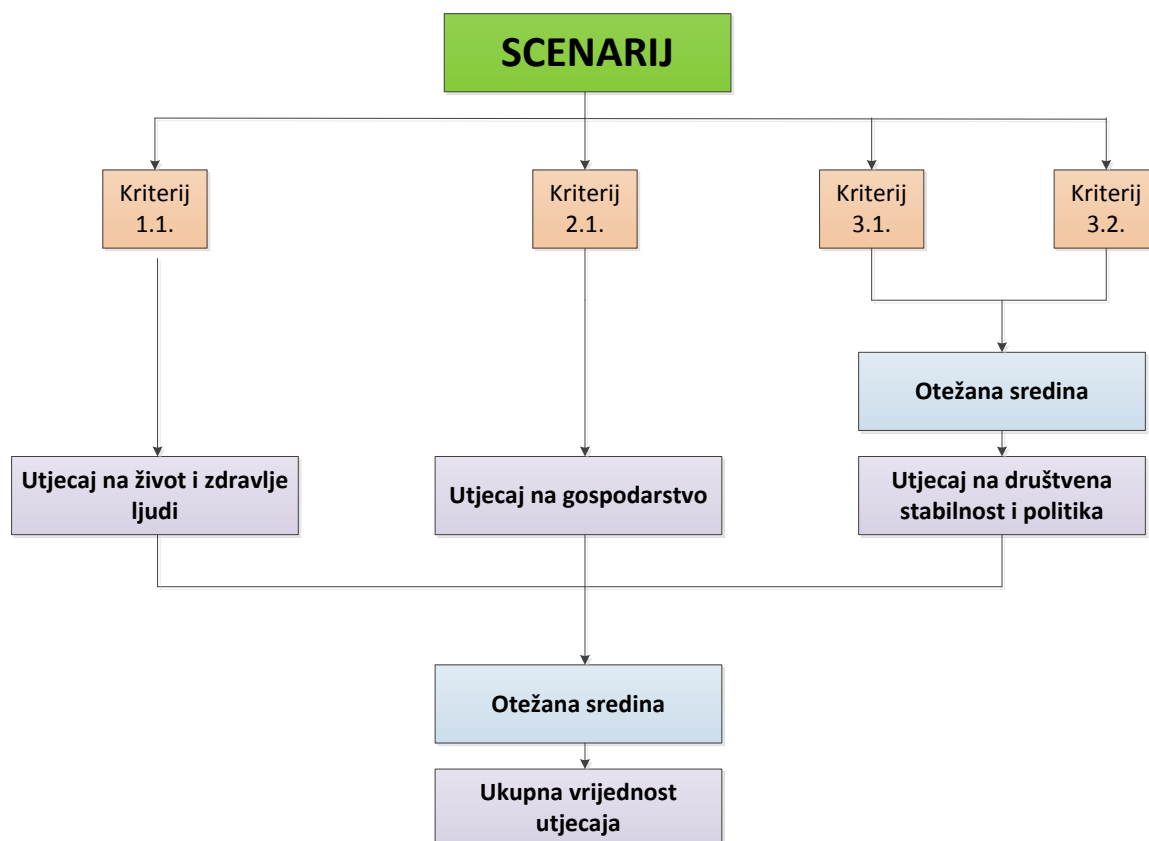 SCENARIJ
Kriterij
1.1.
Kriterij
2.1.
Kriterij
3.1.
Kriterij
3.2.
Otežana sredina
Utjecaj na život i zdravlje
ljudi
Utjecaj na gospodarstvo
Utjecaj na društvena
stabilnost i politika
Otežana sredina
Ukupna vrijednost
utjecaja